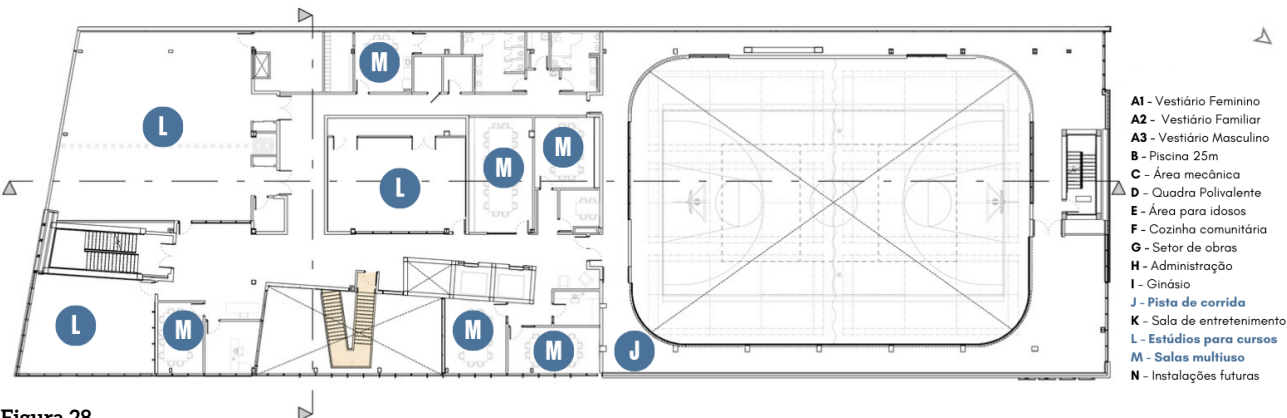 M
L
M
M
L
L
M
M
M
J
A1 - Vestiário Feminino
A2 - Vestiário Familiar
A3 - Vestiário Masculino
B - Piscina 25m
C - Área mecânica
D - Quadra Polivalente
E - Área para idosos
F - Cozinha comunitária
G - Setor de obras
H - Administração
I - Ginásio
J - Pista de corrida
K - Sala de entretenimento
L - Estúdios para cursos
M - Salas multiuso
N - Instalações futuras
Figura 28